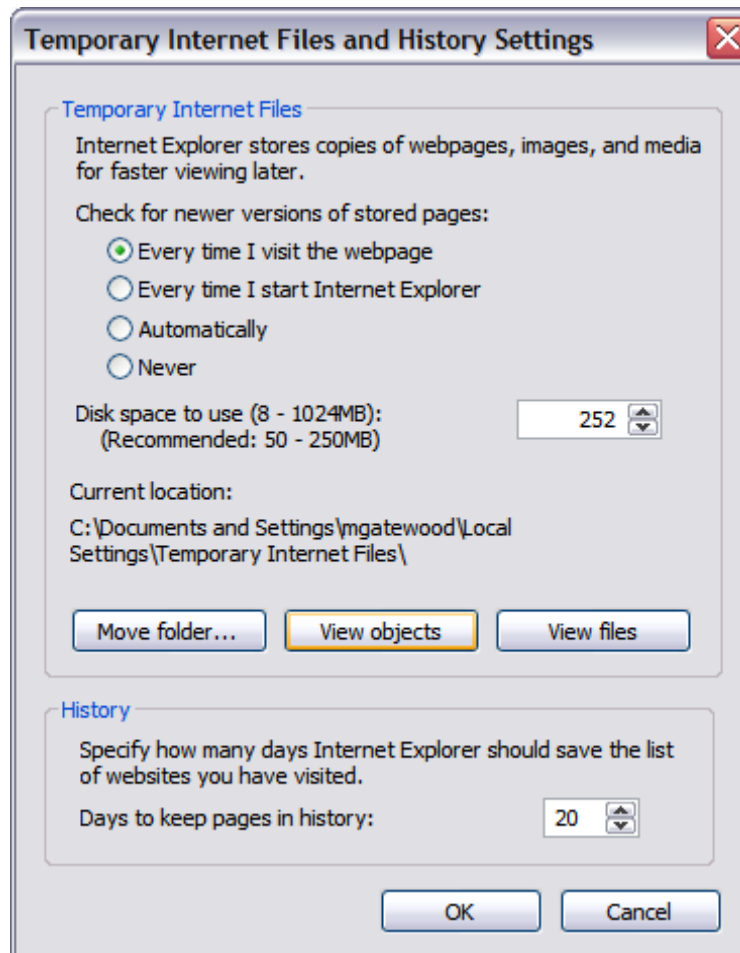 Temporary Internet Files and History Settings
Temporary Internet Files
Internet Explorer stores copies of webpages, images, and media
for faster viewing later.
Check for newer versions of stored pages:
Every time I visit the webpage
Every time I start Internet Explorer
Automatically
Never
Disk space to use (8 - 1024MB): 252
(Recommended: 50 - 250MB)
Current location:
C:\Documents and Settings\mgatewood\Local
Settings\Temporary Internet Files\
Move folder... View objects View files
History
Specify how many days Internet Explorer should save the list
of websites you have visited.
Days to keep pages in history: 20
OK Cancel